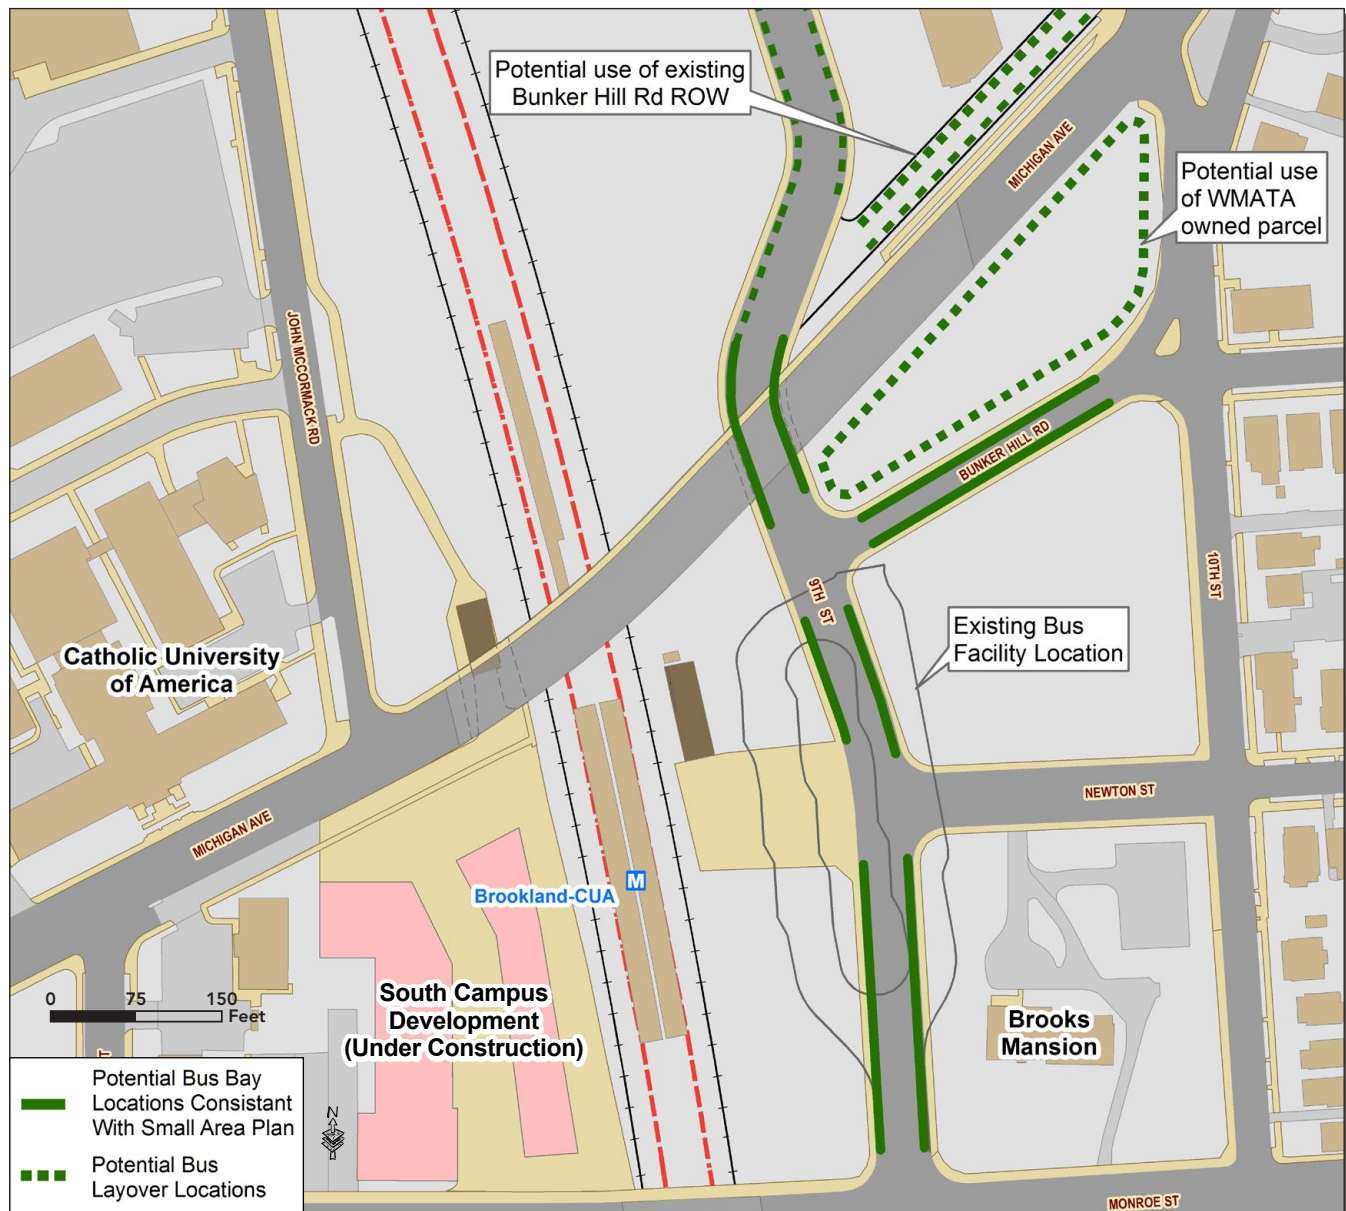 Potential use of existing
Bunker Hill Rd ROW
MICHIGAN AVE
Potential use
of WMATA
owned parcel
JOHN MCCORMACK RD
BUNKER HILL RD
10TH ST
9TH ST
Existing Bus
Facility Location
Catholic University
of America
NEWTON ST
MICHIGAN AVE
M
Brookland-CUA
South Campus
Development
(Under Construction)
Brooks
Mansion
0 75 150
Feet
T
Potential Bus Bay
Locations Consistant
With Small Area Plan
N
Potential Bus
Layover Locations
MONROE ST